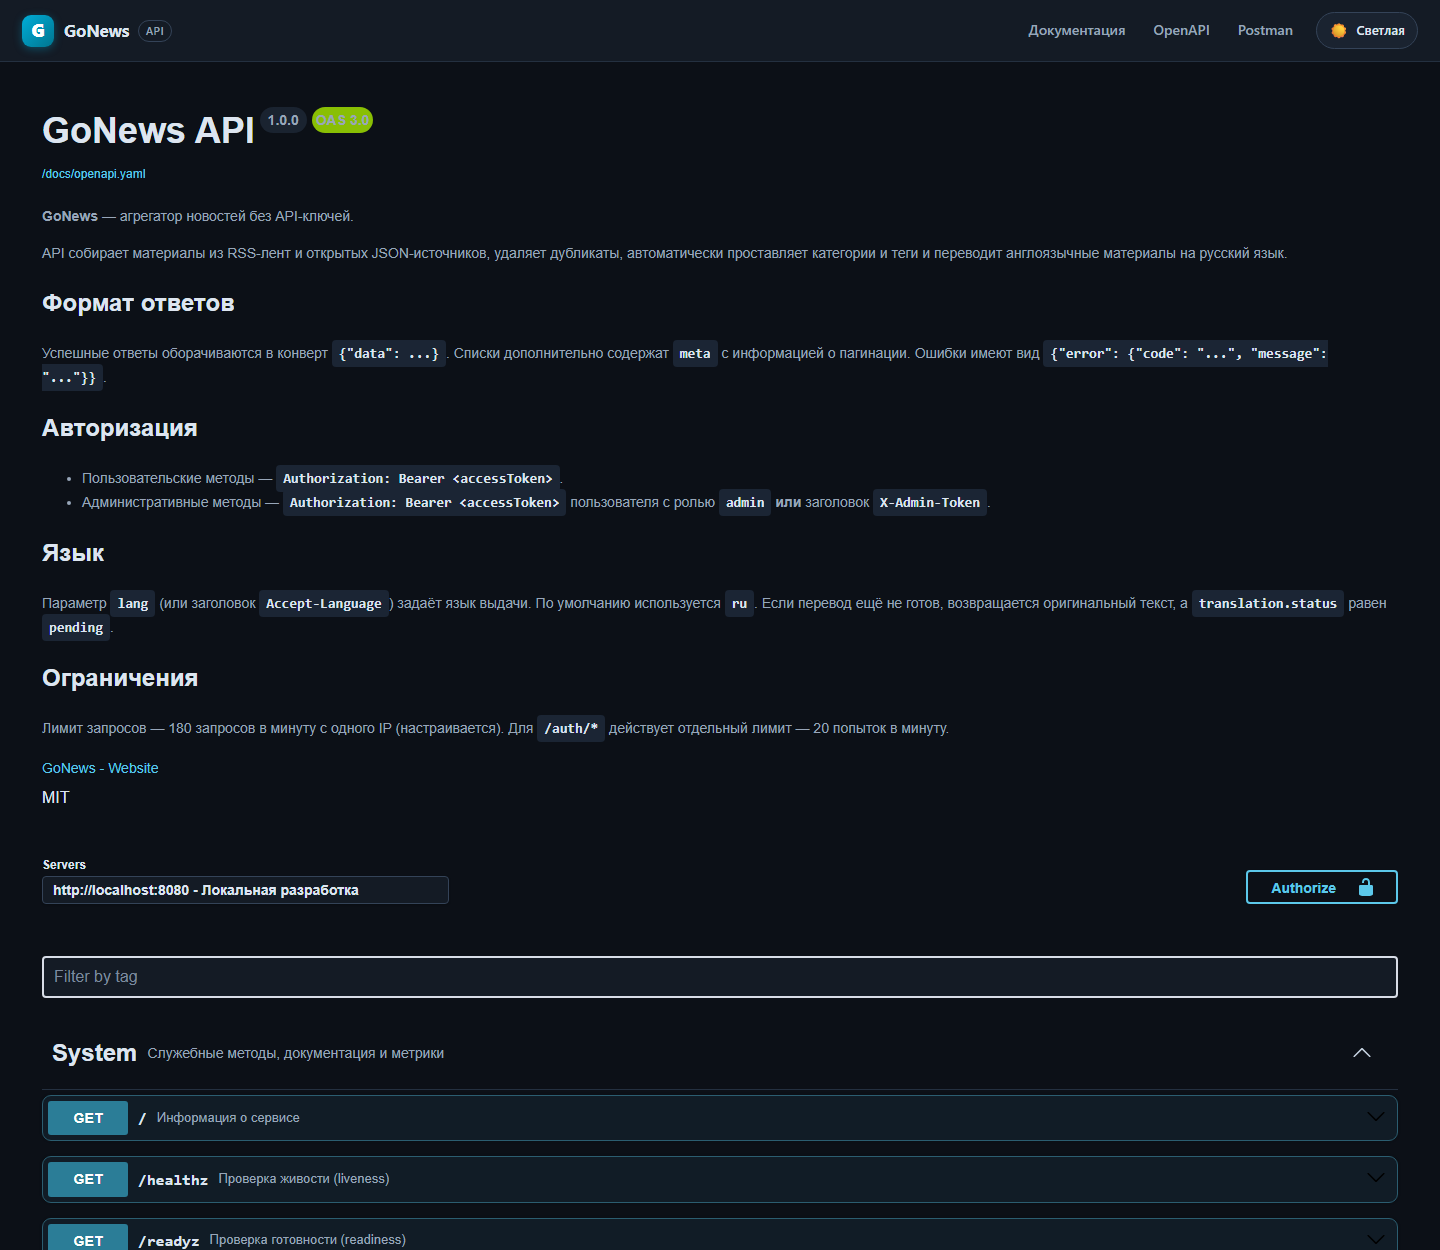 G GoNews API Документация OpenAPI Postman Светлая
GoNews API 1.0.0 OAS 3.0
/docs/openapi.yaml
GoNews — агрегатор новостей без API-ключей.
API собирает материалы из RSS-лент и открытых JSON-источников, удаляет дубликаты, автоматически проставляет категории и теги и переводит англоязычные материалы на русский язык.
Формат ответов
Успешные ответы оборачиваются в конверт {"data": ...}. Списки дополнительно содержат meta с информацией о пагинации. Ошибки имеют вид {"error": {"code": "...", "message":
"..."}}.
Авторизация
• Пользовательские методы — Authorization: Bearer <accessToken>.
• Административные методы — Authorization: Bearer <accessToken> пользователя с ролью admin или заголовок X-Admin-Token.
Язык
Параметр lang (или заголовок Accept-Language) задаёт язык выдачи. По умолчанию используется ru. Если перевод ещё не готов, возвращается оригинальный текст, а translation.status равен
pending.
Ограничения
Лимит запросов — 180 запросов в минуту с одного IP (настраивается). Для /auth/* действует отдельный лимит — 20 попыток в минуту.
GoNews - Website
MIT
Servers
http://localhost:8080 - Локальная разработка
Authorize
Filter by tag
System Служебные методы, документация и метрики
GET / Информация о сервисе
GET /healthz Проверка живости (liveness)
GET /readyz Проверка готовности (readiness)